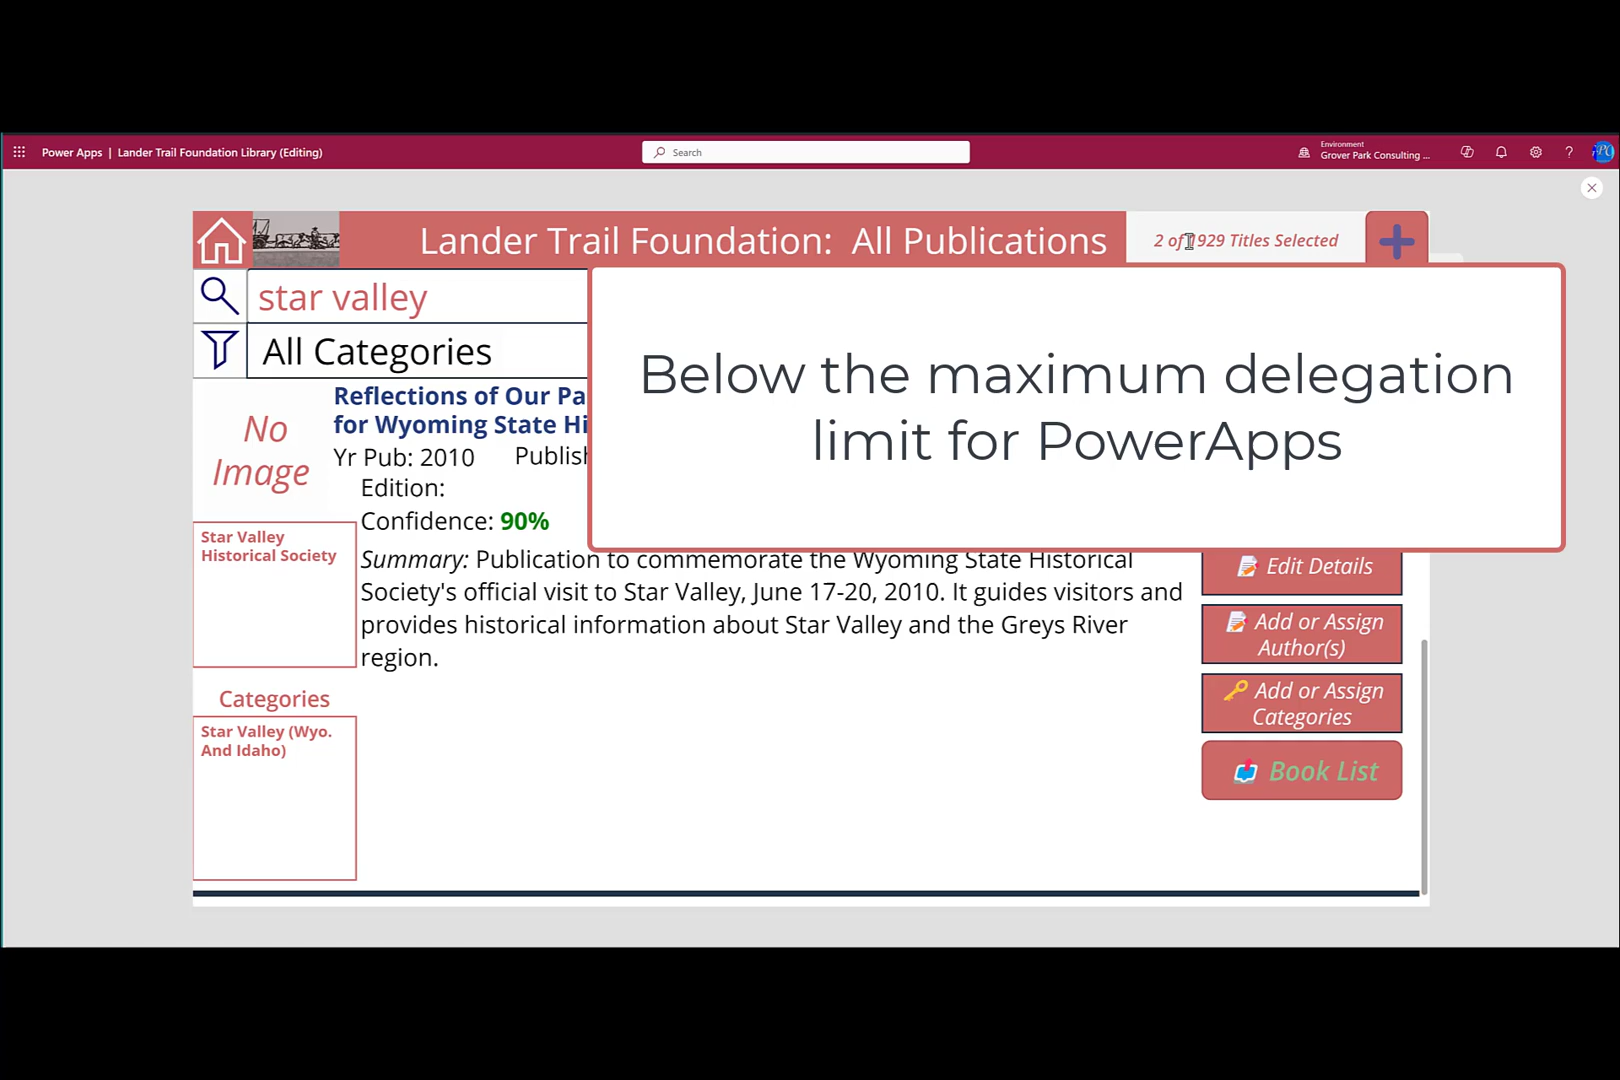 Power Apps | Lander Trail Foundation Library (Editing)
Search
Environment
Grover Park Consulting ...
Lander Trail Foundation:  All Publications
2 of 929 Titles Selected
star valley
All Categories
Below the maximum delegation
limit for PowerApps
Reflections of Our Pa
for Wyoming State Hi
No
Image
Yr Pub: 2010
Publish
Edition:
Confidence: 90%
Star Valley
Historical Society
Summary: Publication to commemorate the Wyoming State Historical
Society's official visit to Star Valley, June 17-20, 2010. It guides visitors and
provides historical information about Star Valley and the Greys River
region.
Edit Details
Add or Assign
Author(s)
Add or Assign
Categories
Book List
Categories
Star Valley (Wyo.
And Idaho)